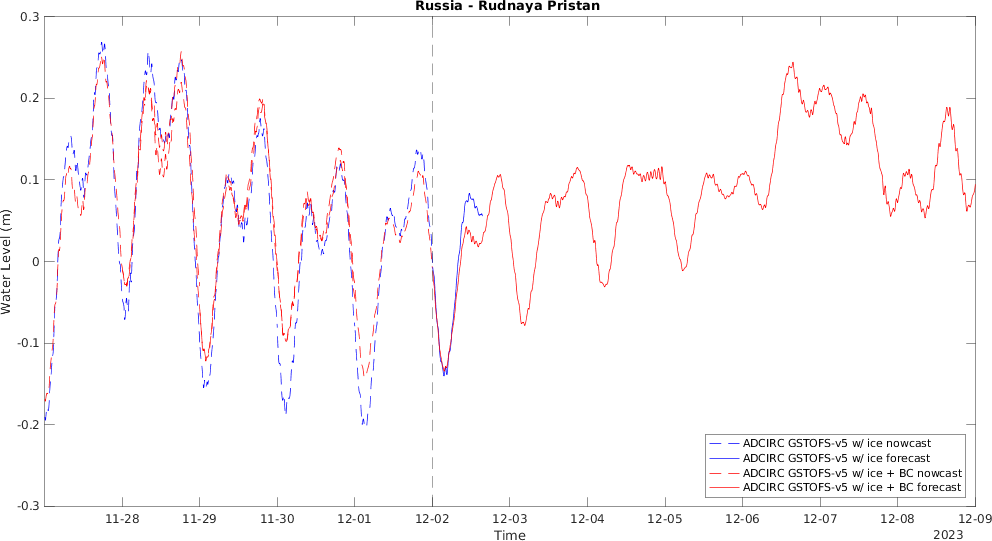 Russia - Rudnaya Pristan
0.3
0.2
0.1
0
-0.1
-0.2
-0.3
Water Level (m)
11-28 11-29 11-30 12-01 12-02 12-03 12-04 12-05 12-06 12-07 12-08 12-09
Time
2023
ADCIRC GSTOFS-v5 w/ ice nowcast
ADCIRC GSTOFS-v5 w/ ice forecast
ADCIRC GSTOFS-v5 w/ ice + BC nowcast
ADCIRC GSTOFS-v5 w/ ice + BC forecast